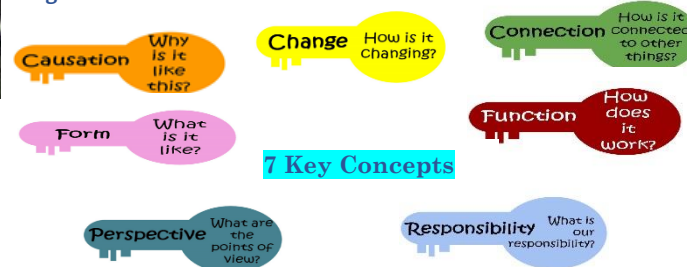 Causation
Why
is it
like
this?
Change
How is it
changing?
Connection
How is it
connected
to other
things?
Form
What
is it
like?
Function
How
does
it
work?
7 Key Concepts
Perspective
What are
the
points of
view?
Responsibility
What is
our
responsibility?